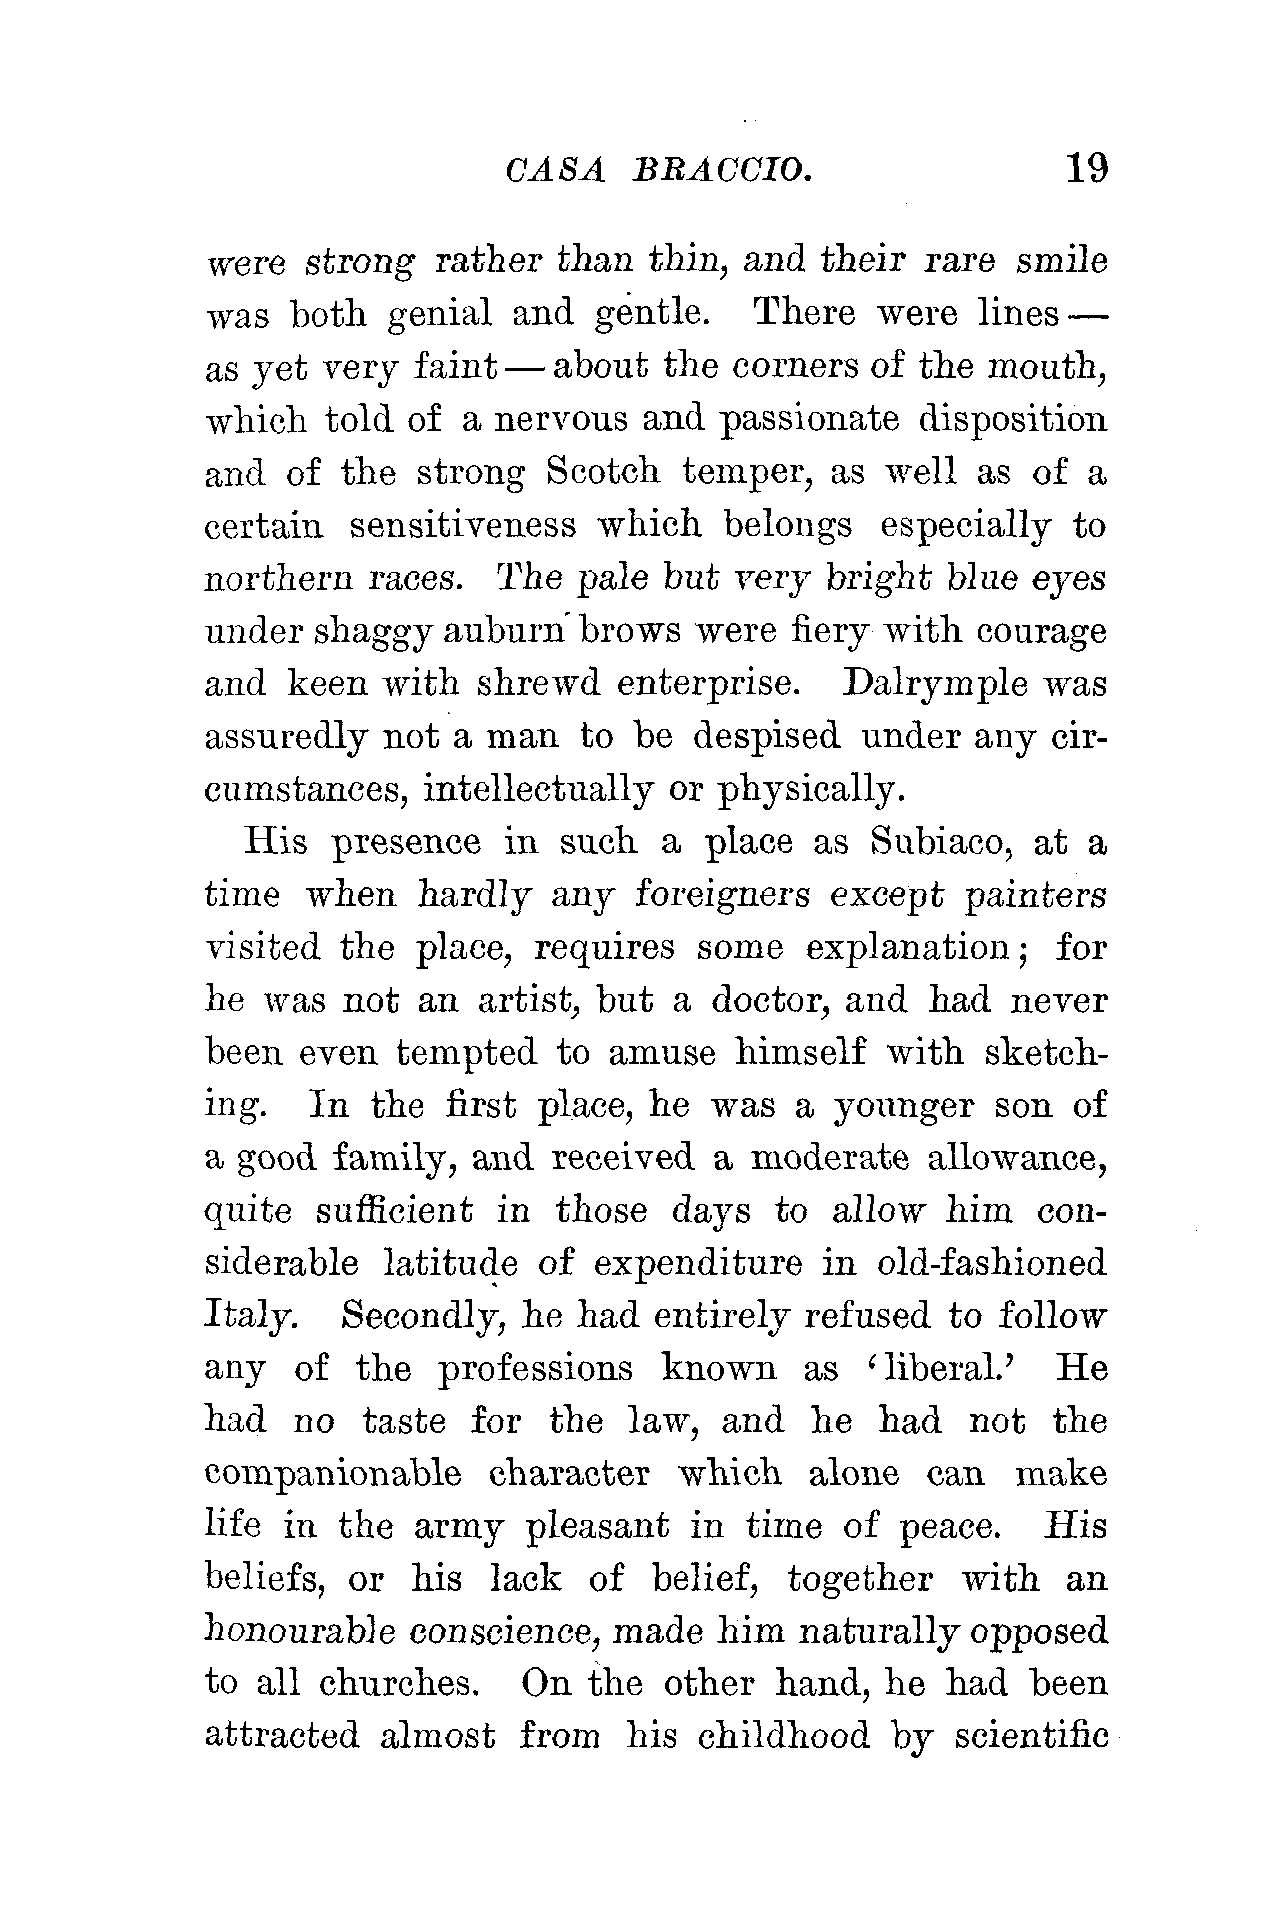 CASA BRACCIO. 19
were strong rather than thin, and their rare smile
was both genial and gentle. There were lines —
as yet very faint — about the corners of the mouth,
which told of a nervous and passionate disposition
and of the strong Scotch temper, as well as of a
certain sensitiveness which belongs especially to
northern races. The pale but very bright blue eyes
under shaggy auburn brows were fiery with courage
and keen with shrewd enterprise. Dalrymple was
assuredly not a man to be despised under any cir-
cumstances, intellectually or physically.
His presence in such a place as Subiaco, at a
time when hardly any foreigners except painters
visited the place, requires some explanation; for
he was not an artist, but a doctor, and had never
been even tempted to amuse himself with sketch-
ing. In the first place, he was a younger son of
a good family, and received a moderate allowance,
quite sufficient in those days to allow him con-
siderable latitude of expenditure in old-fashioned
Italy. Secondly, he had entirely refused to follow
any of the professions known as ‘liberal.’ He
had no taste for the law, and he had not the
companionable character which alone can make
life in the army pleasant in time of peace. His
beliefs, or his lack of belief, together with an
honourable conscience, made him naturally opposed
to all churches. On the other hand, he had been
attracted almost from his childhood by scientific